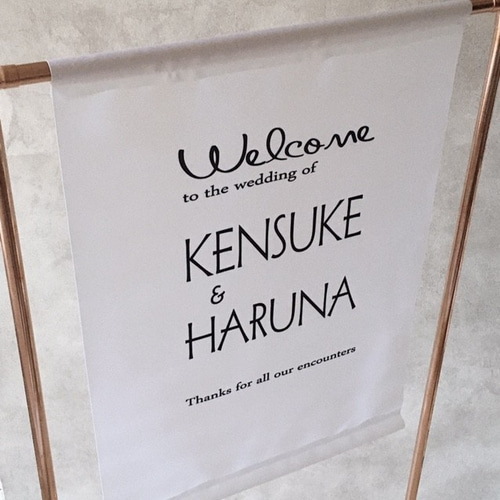 Welcome
to the wedding of
KENSUKE
&
HARUNA
Thanks for all our encounters